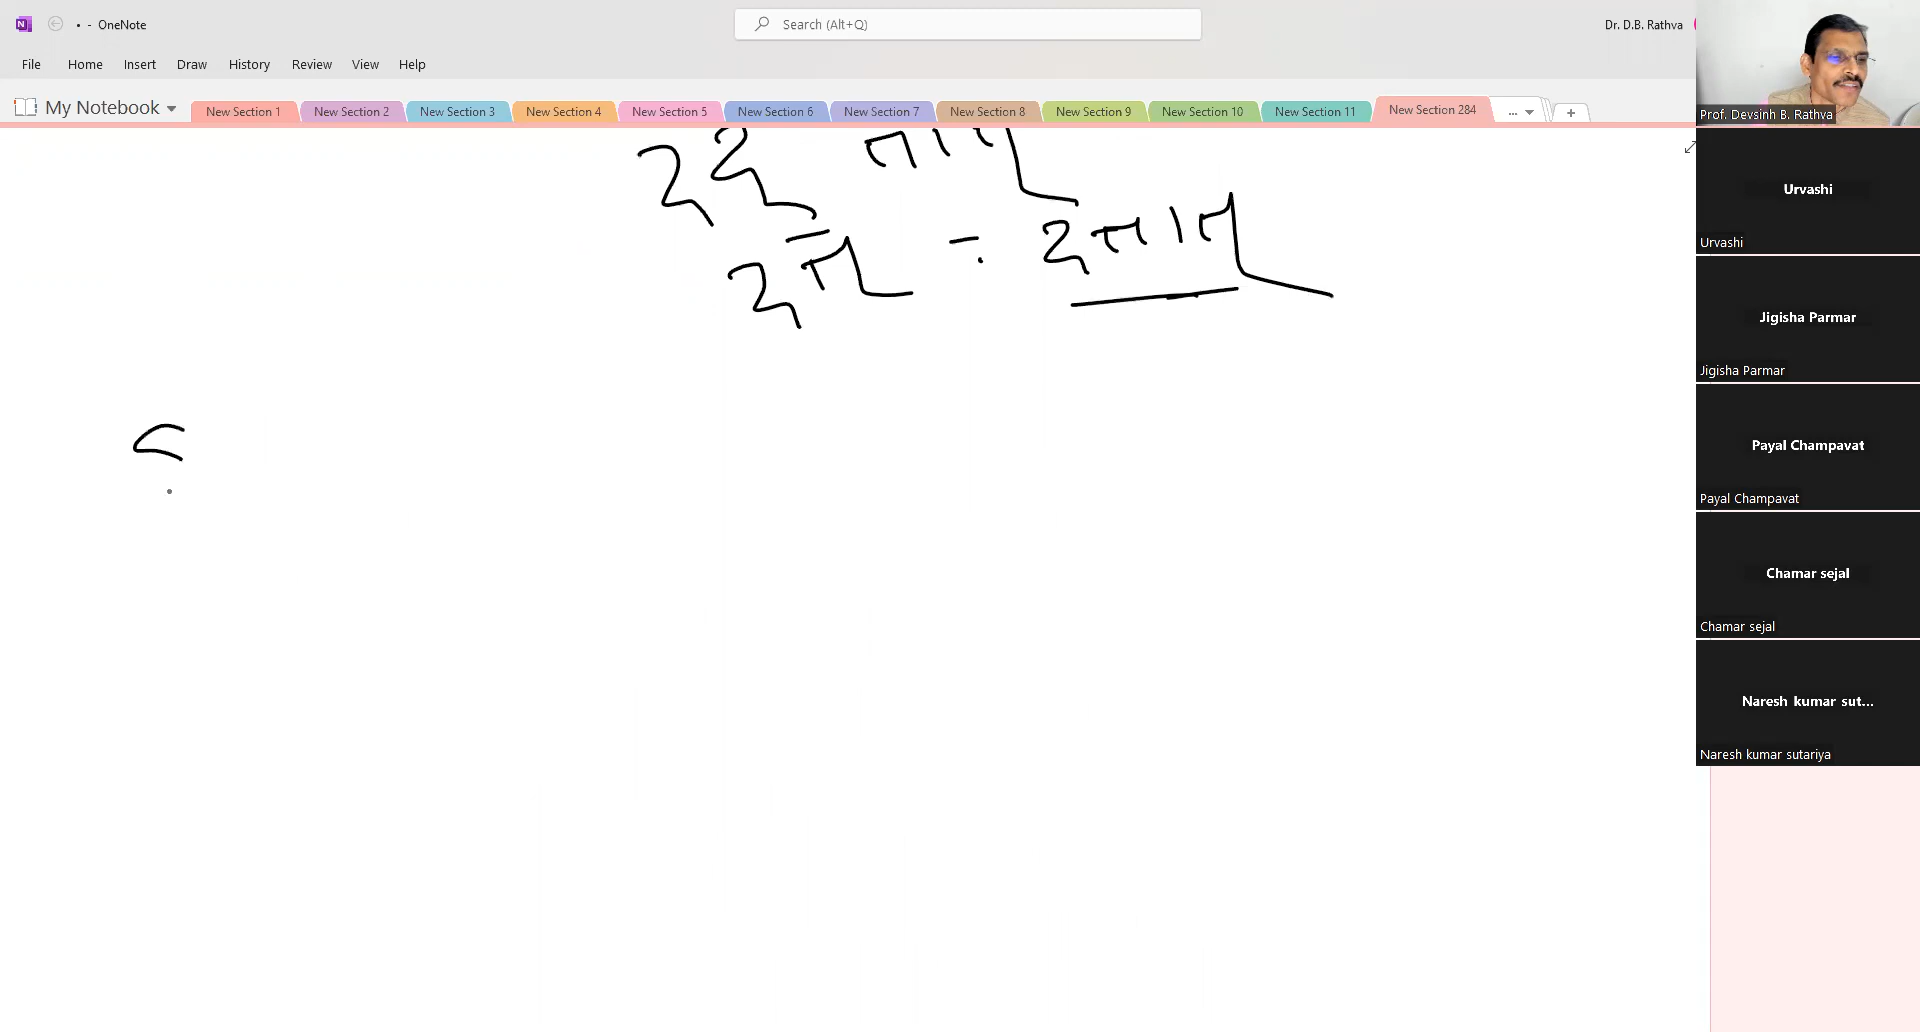 • - OneNote
Search (Alt+Q)
Dr. D.B. Rathva
File Home Insert Draw History Review View Help
My Notebook
New Section 1 New Section 2 New Section 3 New Section 4 New Section 5 New Section 6 New Section 7 New Section 8 New Section 9 New Section 10 New Section 11 New Section 284 ...
Prof. Devsinh B. Rathva
Urvashi
Urvashi
Jigisha Parmar
Jigisha Parmar
Payal Champavat
Payal Champavat
Chamar sejal
Chamar sejal
Naresh kumar sut...
Naresh kumar sutariya